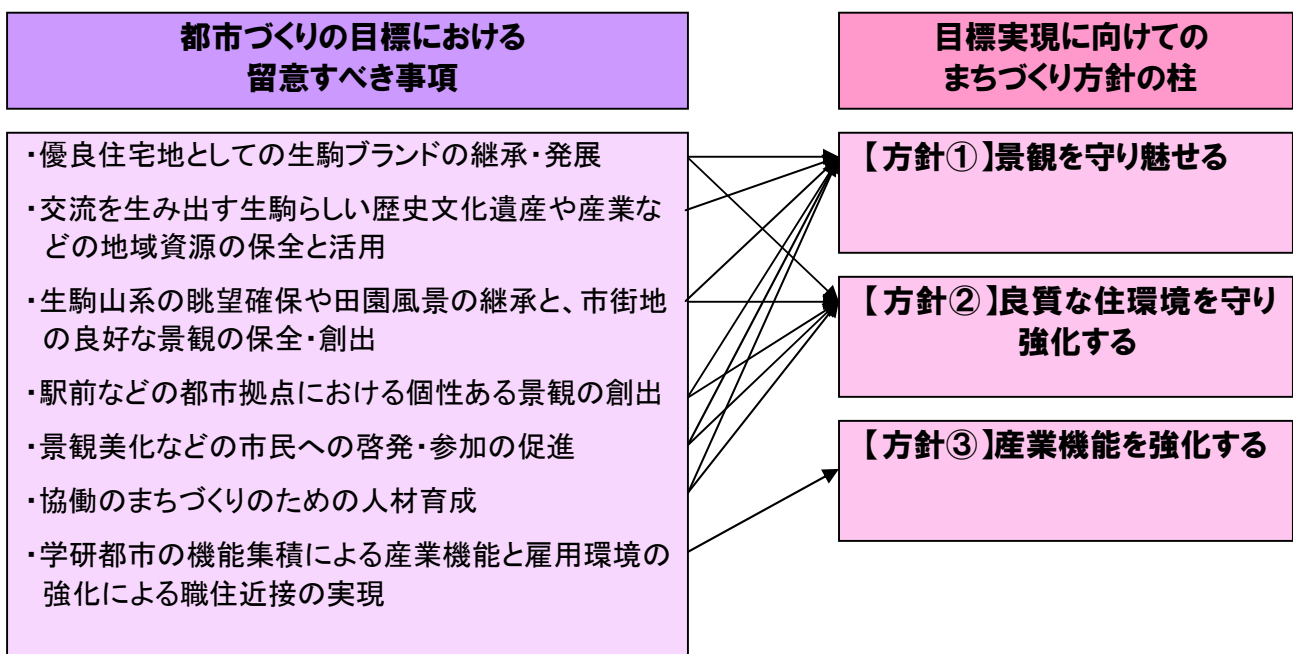 都市づくりの目標における
留意すべき事項
目標実現に向けての
まちづくり方針の柱
・優良住宅地としての生駒ブランドの継承・発展
・交流を生み出す生駒らしい歴史文化遺産や産業な
どの地域資源の保全と活用
・生駒山系の眺望確保や田園風景の継承と、市街地
の良好な景観の保全・創出
・駅前などの都市拠点における個性ある景観の創出
・景観美化などの市民への啓発・参加の促進
・協働のまちづくりのための人材育成
・学研都市の機能集積による産業機能と雇用環境の
強化による職住近接の実現
【方針①】景観を守り魅せる
【方針②】良質な住環境を守り
強化する
【方針③】産業機能を強化する